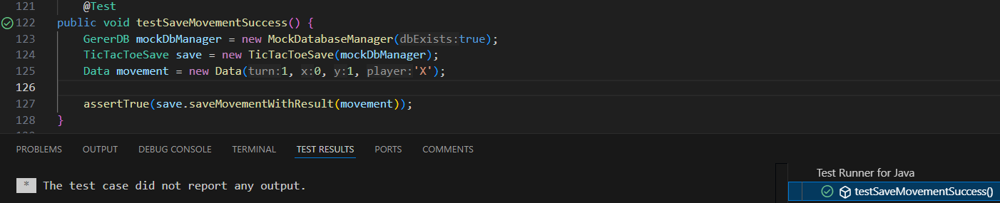 121 @Test
122 public void testSaveMovementSuccess() {
123 GererDB mockDbManager = new MockDatabaseManager(dbExists:true);
124 TicTacToeSave save = new TicTacToeSave(mockDbManager);
125 Data movement = new Data(turn:1, x:0, y:1, player:'X');
126
127 assertTrue(save.saveMovementWithResult(movement));
128 }
PROBLEMS OUTPUT DEBUG CONSOLE TERMINAL TEST RESULTS PORTS COMMENTS
* The test case did not report any output.
Test Runner for Java
testSaveMovementSuccess()